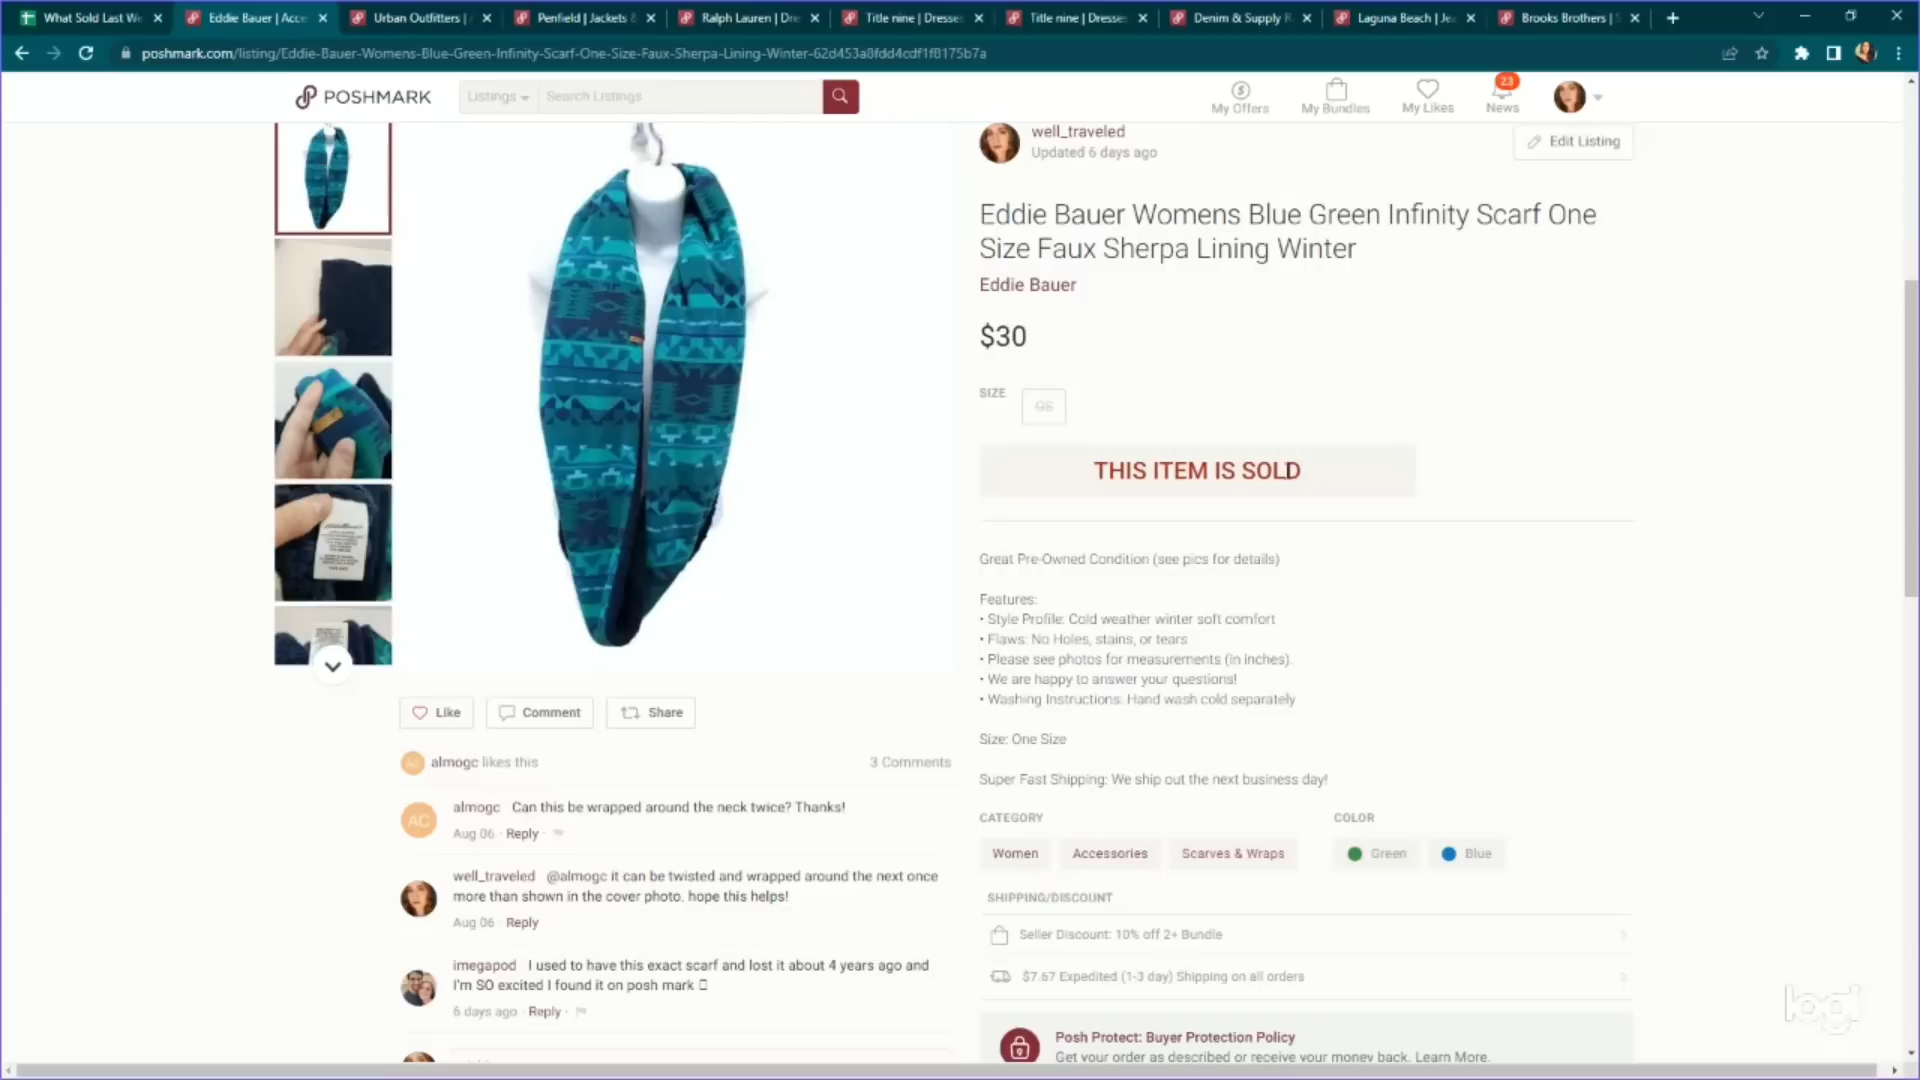 What Sold Last We
Eddie Bauer | Acce
Urban Outfitters |
Penfield | Jackets &
Ralph Lauren | Dre
Title nine | Dresses
Title nine | Dresses
Denim & Supply R
Laguna Beach | Je
Brooks Brothers | S
poshmark.com/listing/Eddie-Bauer-Womens-Blue-Green-Infinity-Scarf-One-Size-Faux-Sherpa-Lining-Winter-62d453a8fdd4cdf1f8175b7a
POSHMARK
Listings
Search Listings
My Offers
My Bundles
My Likes
23
News
well_traveled
Updated 6 days ago
Edit Listing
Eddie Bauer Womens Blue Green Infinity Scarf One
Size Faux Sherpa Lining Winter
Eddie Bauer
$30
SIZE
OS
THIS ITEM IS SOLD
Great Pre-Owned Condition (see pics for details)
Features:
• Style Profile: Cold weather winter soft comfort
• Flaws: No Holes, stains, or tears
• Please see photos for measurements (in inches).
• We are happy to answer your questions!
• Washing Instructions: Hand wash cold separately
Size: One Size
Super Fast Shipping: We ship out the next business day!
CATEGORY
COLOR
Women
Accessories
Scarves & Wraps
Green
Blue
SHIPPING/DISCOUNT
Seller Discount: 10% off 2+ Bundle
$7.67 Expedited (1-3 day) Shipping on all orders
Posh Protect: Buyer Protection Policy
Get your order as described or receive your money back. Learn More.
Like
Comment
Share
almogc likes this
3 Comments
AC
almogc Can this be wrapped around the neck twice? Thanks!
Aug 06 · Reply ·
well_traveled @almogc it can be twisted and wrapped around the next once
more than shown in the cover photo. hope this helps!
Aug 06 · Reply
imegapod I used to have this exact scarf and lost it about 4 years ago and
I'm SO excited I found it on posh mark
6 days ago · Reply ·
logi